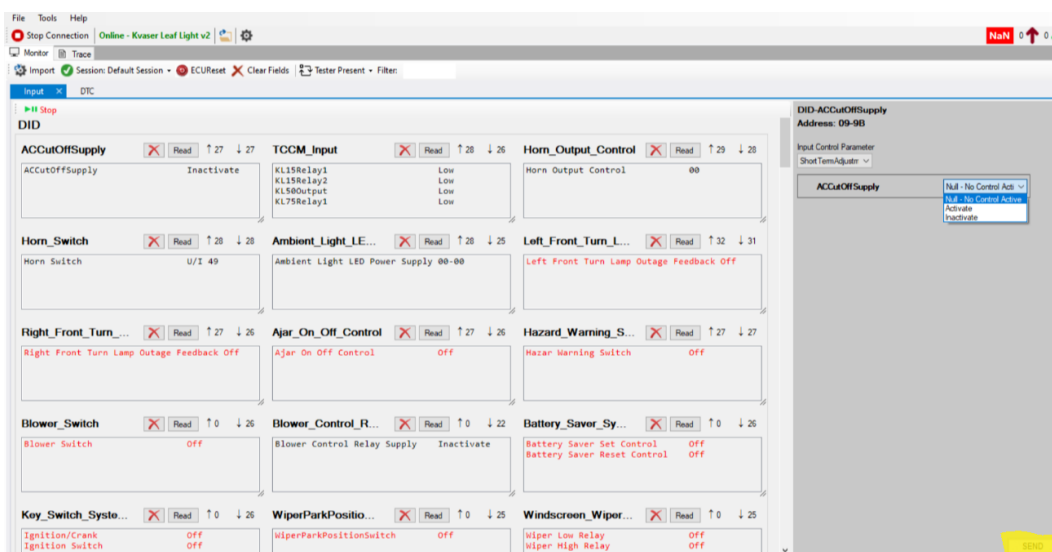 File Tools Help
Stop Connection Online - Kvaser Leaf Light v2 NaN 0 0
Monitor Trace
Import Session: Default Session ECUReset Clear Fields Tester Present Filter:
Input DTC
Stop
DID
ACCutOffSupply Read 27 27
ACCutOffSupply Inactivate
TCCM_Input Read 28 26
KL15Relay1 Low
KL15Relay2 Low
KL50Output Low
KL75Relay1 Low
Horn_Output_Control Read 29 28
Horn Output Control 00
Horn_Switch Read 28 28
Horn Switch U/I 49
Ambient_Light_LE... Read 28 25
Ambient Light LED Power Supply 00-00
Left_Front_Turn_L... Read 32 31
Left Front Turn Lamp Outage Feedback Off
Right_Front_Turn_... Read 27 26
Right Front Turn Lamp Outage Feedback Off
Ajar_On_Off_Control Read 27 26
Ajar On Off Control Off
Hazard_Warning_S... Read 27 27
Hazar Warning Switch Off
Blower_Switch Read 0 26
Blower Switch Off
Blower_Control_R... Read 0 22
Blower Control Relay Supply Inactivate
Battery_Saver_Sy... Read 0 26
Battery Saver Set Control Off
Battery Saver Reset Control Off
Key_Switch_Syste... Read 0 26
Ignition/Crank Off
Ignition Switch Off
WiperParkPositio... Read 0 25
WiperParkPositionSwitch Off
Windscreen_Wiper... Read 0 25
Wiper Low Relay Off
Wiper High Relay Off
DID-ACCutOffSupply
Address: 09-9B
Input Control Parameter
ShortTermAdjustm
ACCutOffSupply Null - No Control Acti
Null - No Control Active
Activate
Inactivate
SEND